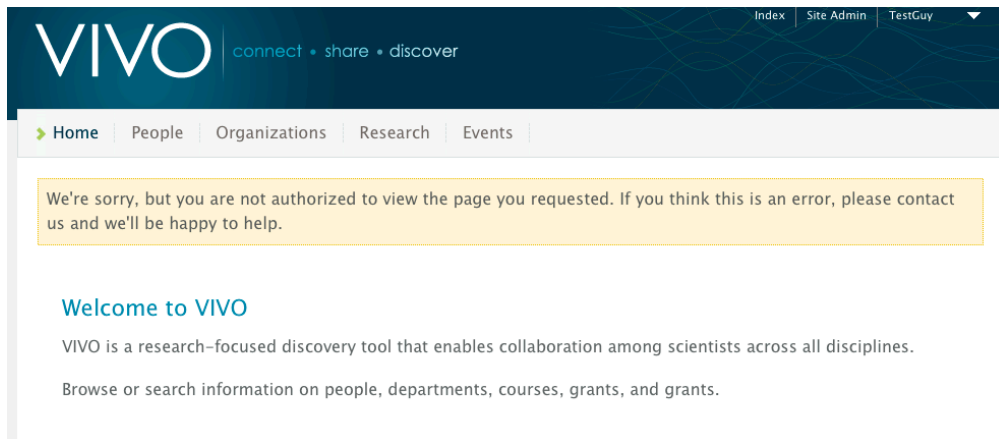 Index Site Admin TestGuy
VIVO connect • share • discover
Home People Organizations Research Events
We're sorry, but you are not authorized to view the page you requested. If you think this is an error, please contact
us and we'll be happy to help.
Welcome to VIVO
VIVO is a research-focused discovery tool that enables collaboration among scientists across all disciplines.
Browse or search information on people, departments, courses, grants, and grants.